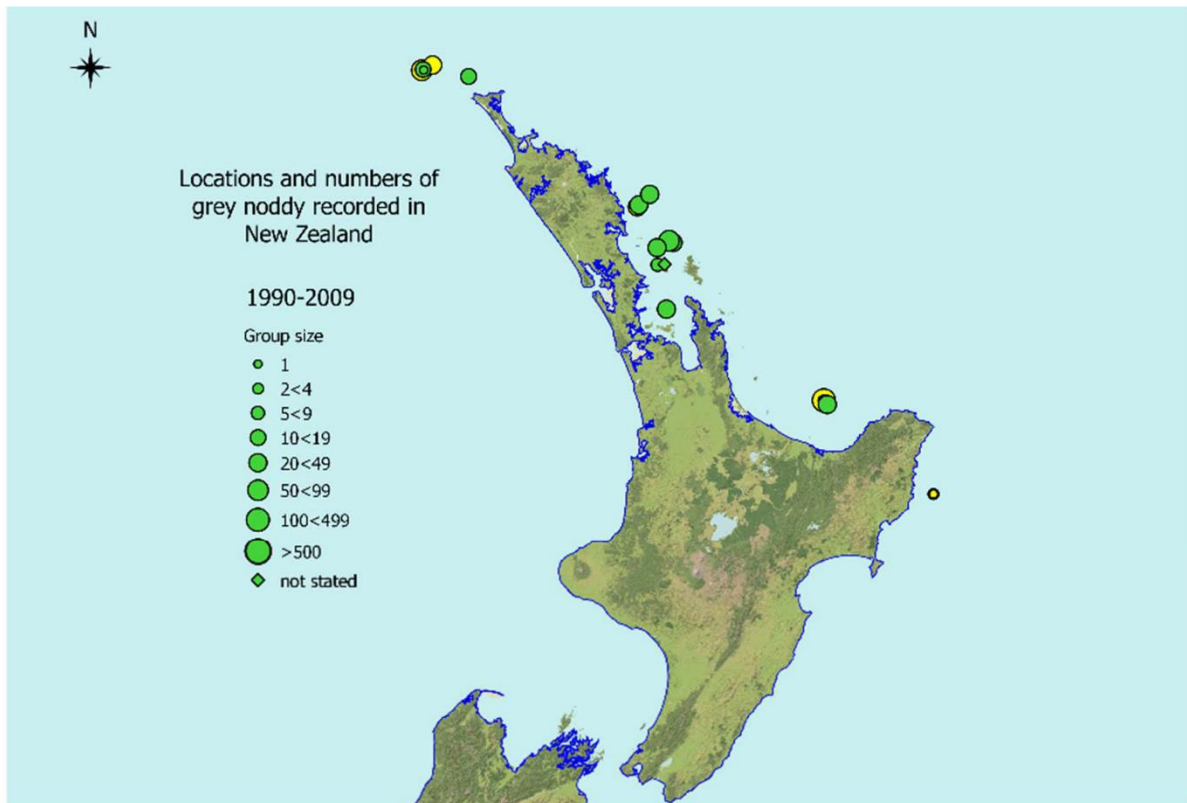 N
Locations and numbers of
grey noddy recorded in
New Zealand
1990-2009
Group size
1
2<4
5<9
10<19
20<49
50<99
100<499
>500
not stated